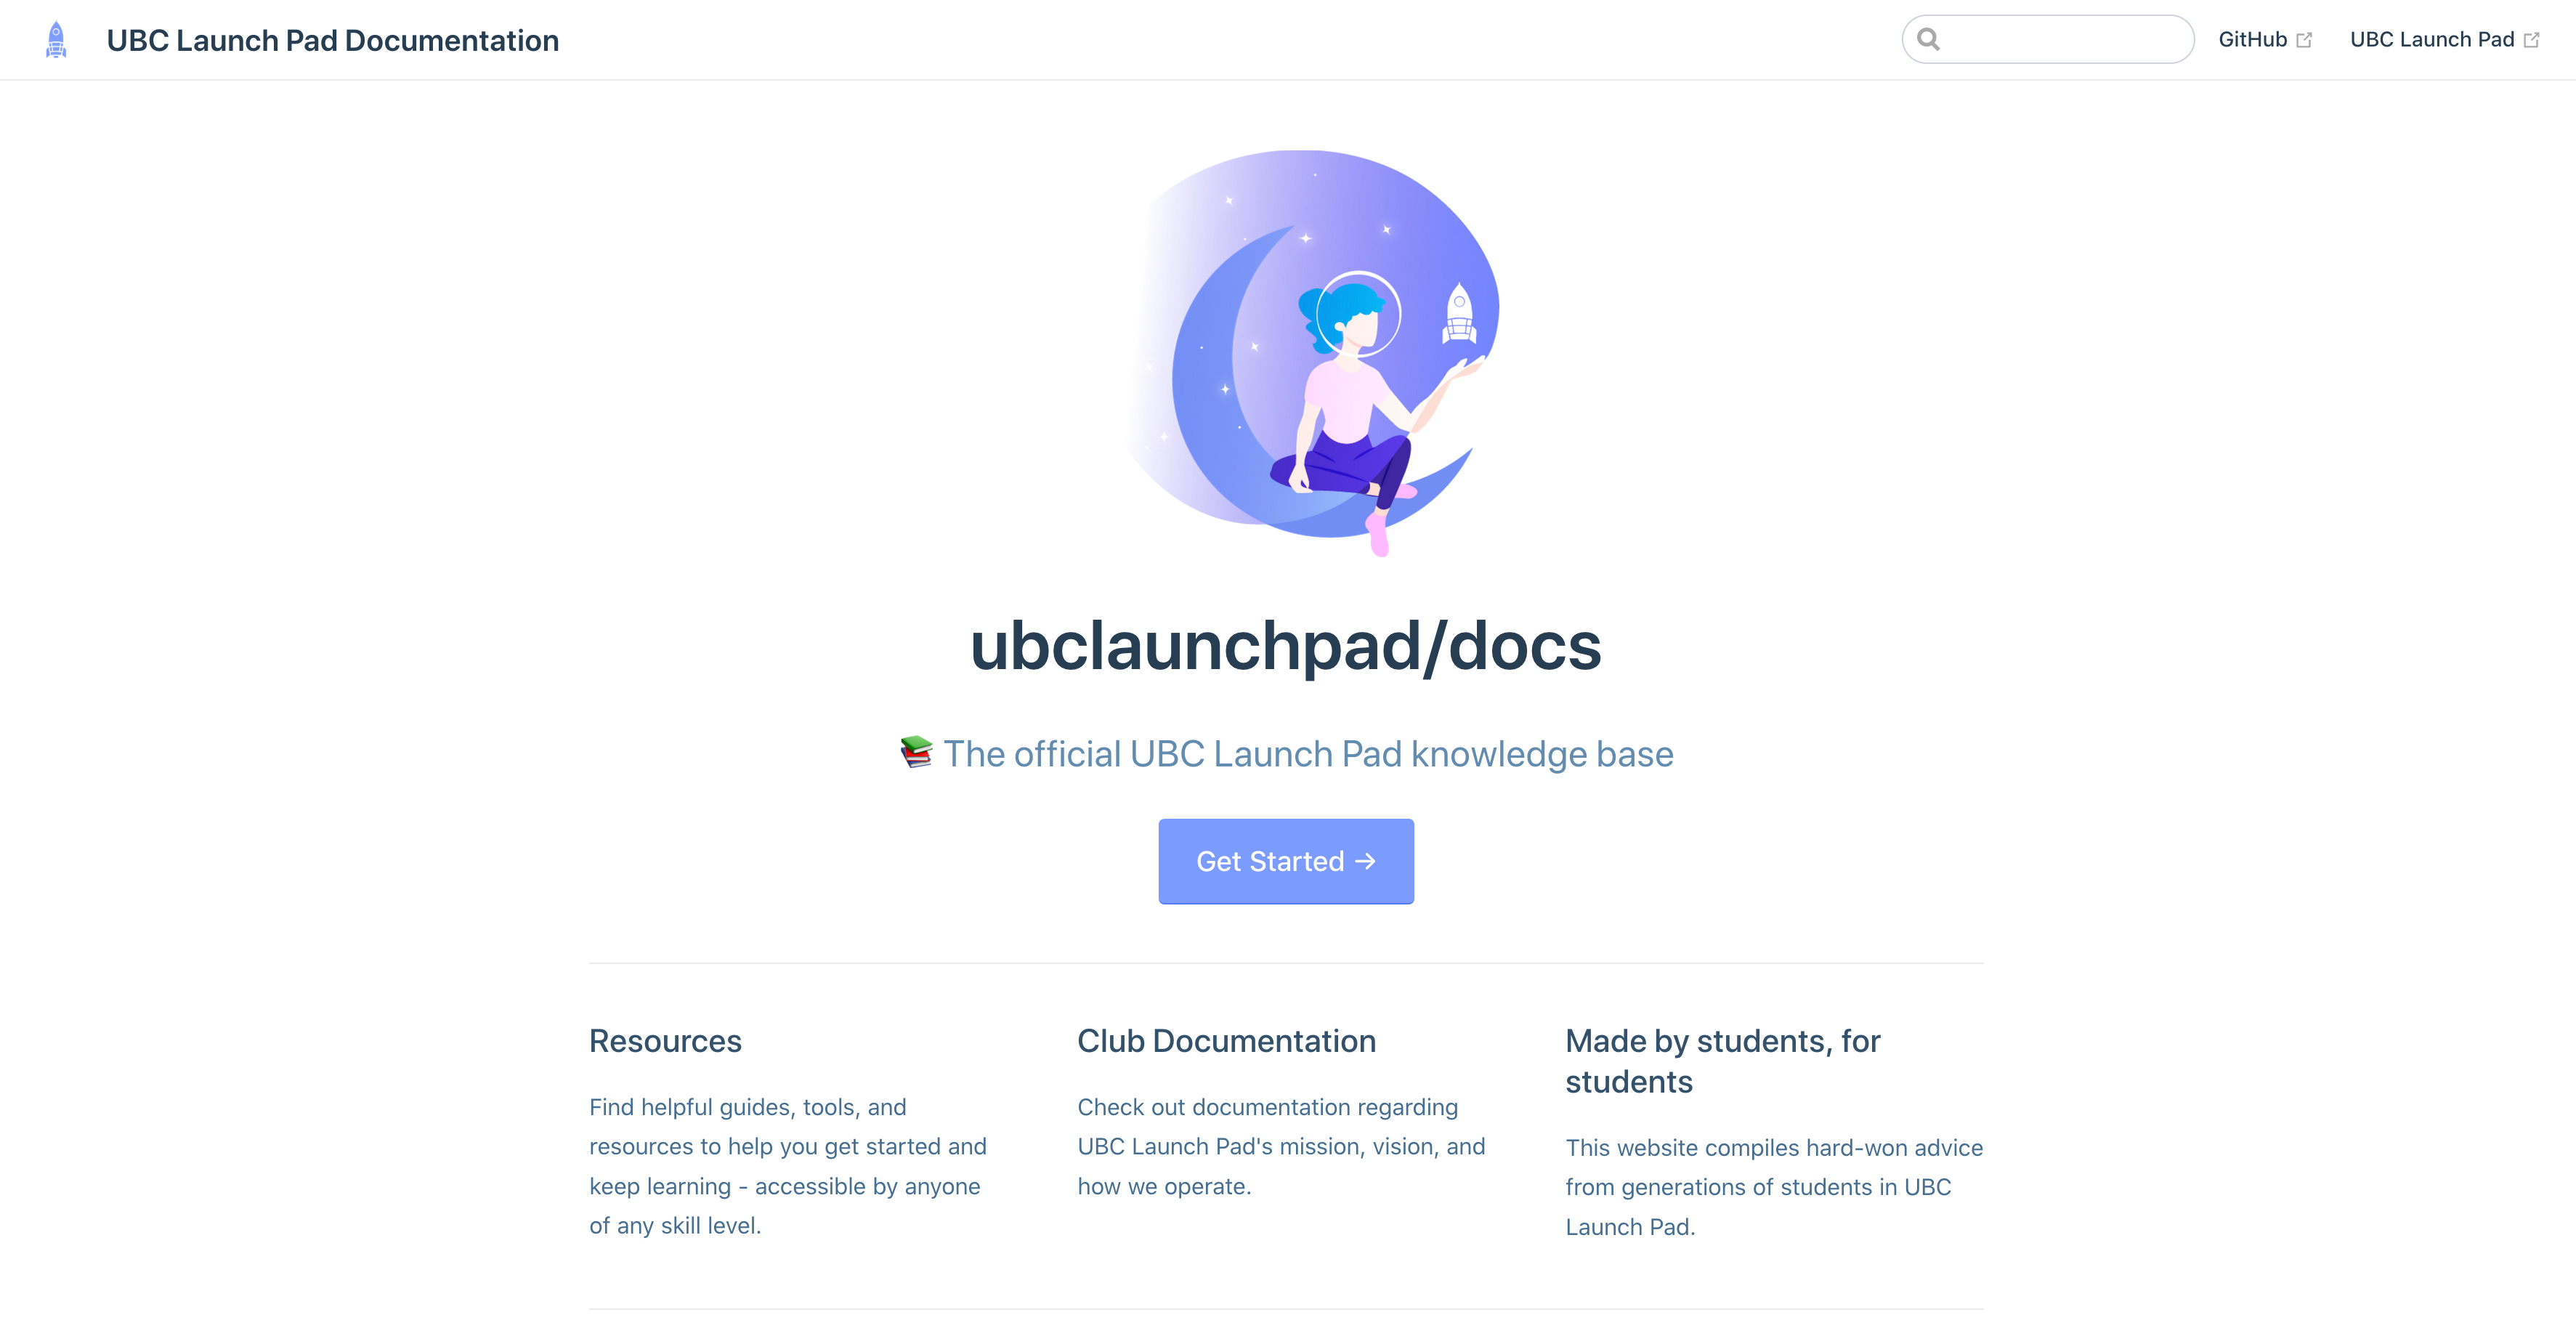 UBC Launch Pad Documentation
GitHub
UBC Launch Pad
ubclaunchpad/docs
📚 The official UBC Launch Pad knowledge base
Get Started →
Resources
Find helpful guides, tools, and
resources to help you get started and
keep learning - accessible by anyone
of any skill level.
Club Documentation
Check out documentation regarding
UBC Launch Pad's mission, vision, and
how we operate.
Made by students, for
students
This website compiles hard-won advice
from generations of students in UBC
Launch Pad.